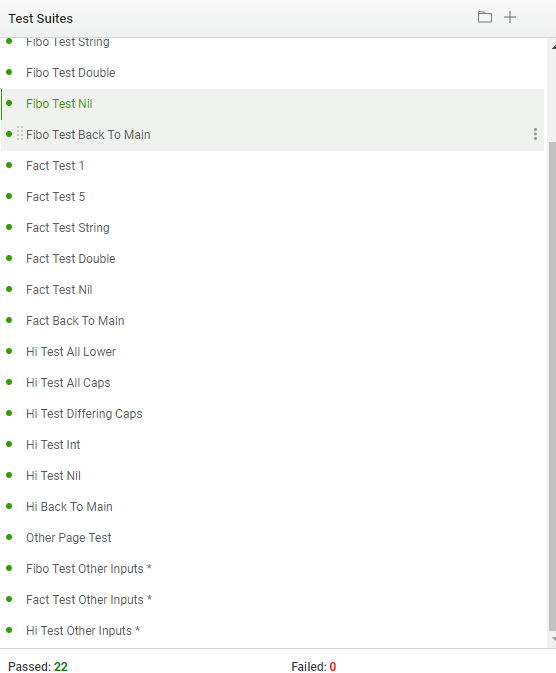 Test Suites
Fibo Test String
Fibo Test Double
Fibo Test Nil
Fibo Test Back To Main
Fact Test 1
Fact Test 5
Fact Test String
Fact Test Double
Fact Test Nil
Fact Back To Main
Hi Test All Lower
Hi Test All Caps
Hi Test Differing Caps
Hi Test Int
Hi Test Nil
Hi Back To Main
Other Page Test
Fibo Test Other Inputs *
Fact Test Other Inputs *
Hi Test Other Inputs *
Passed: 22 Failed: 0